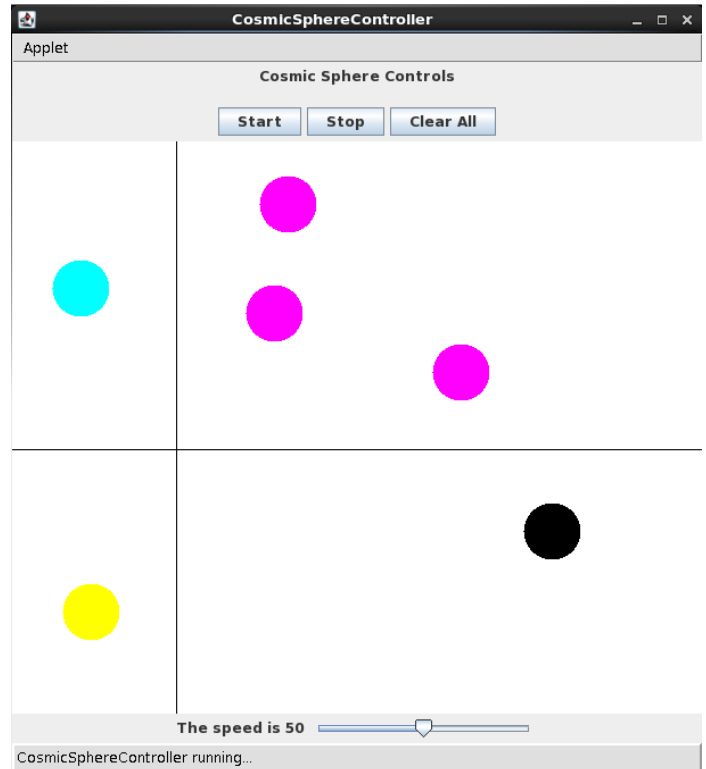 CosmicSphereController
Applet
Cosmic Sphere Controls
Start Stop Clear All
The speed is 50
CosmicSphereController running...